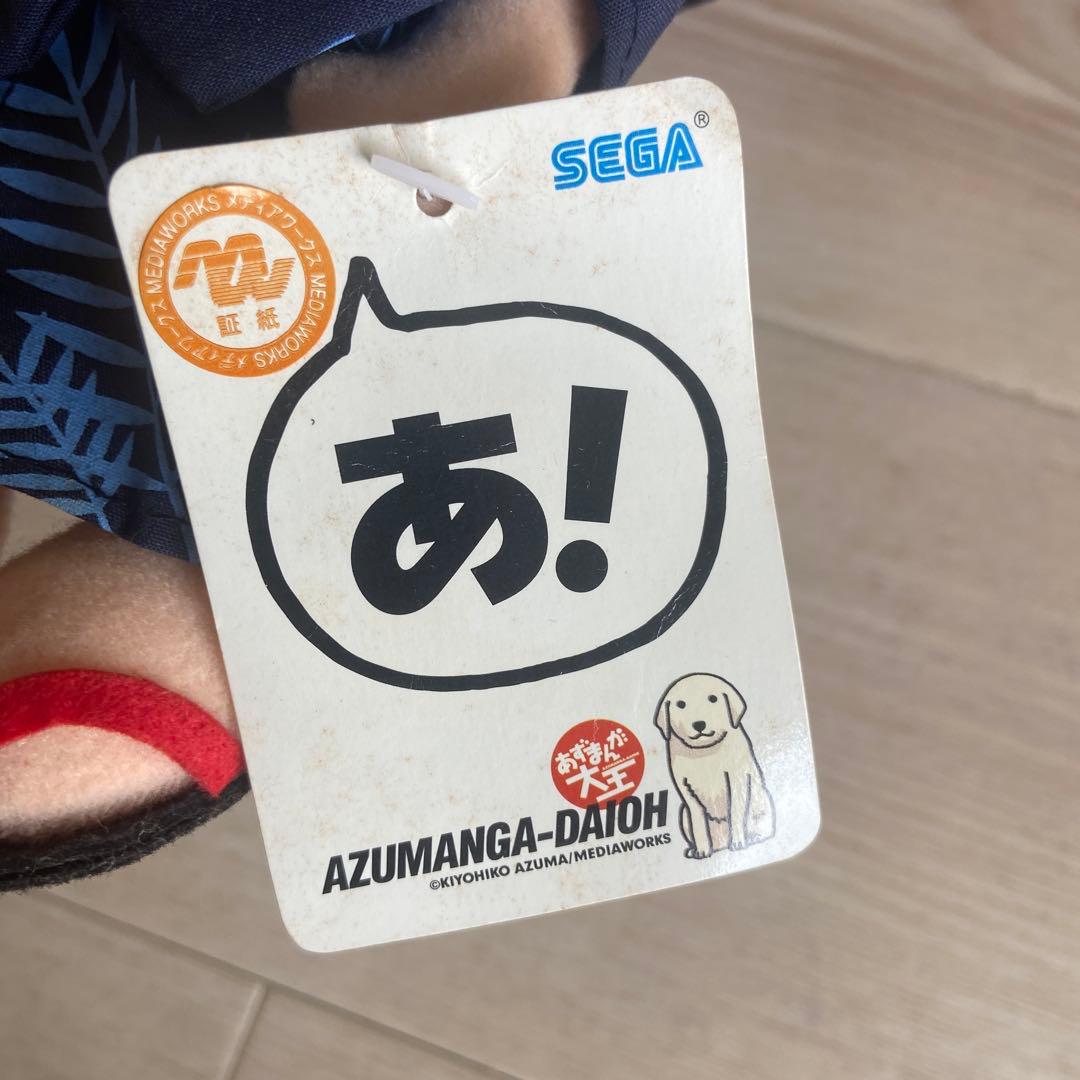 SEGA®
MEDIAWORKS メディアワークス MEDIAWORKS メディアワークス
MW
証紙
あ!
あずまんが
大王
AZUMANGA-DAIOH
©KIYOHIKO AZUMA/MEDIAWORKS